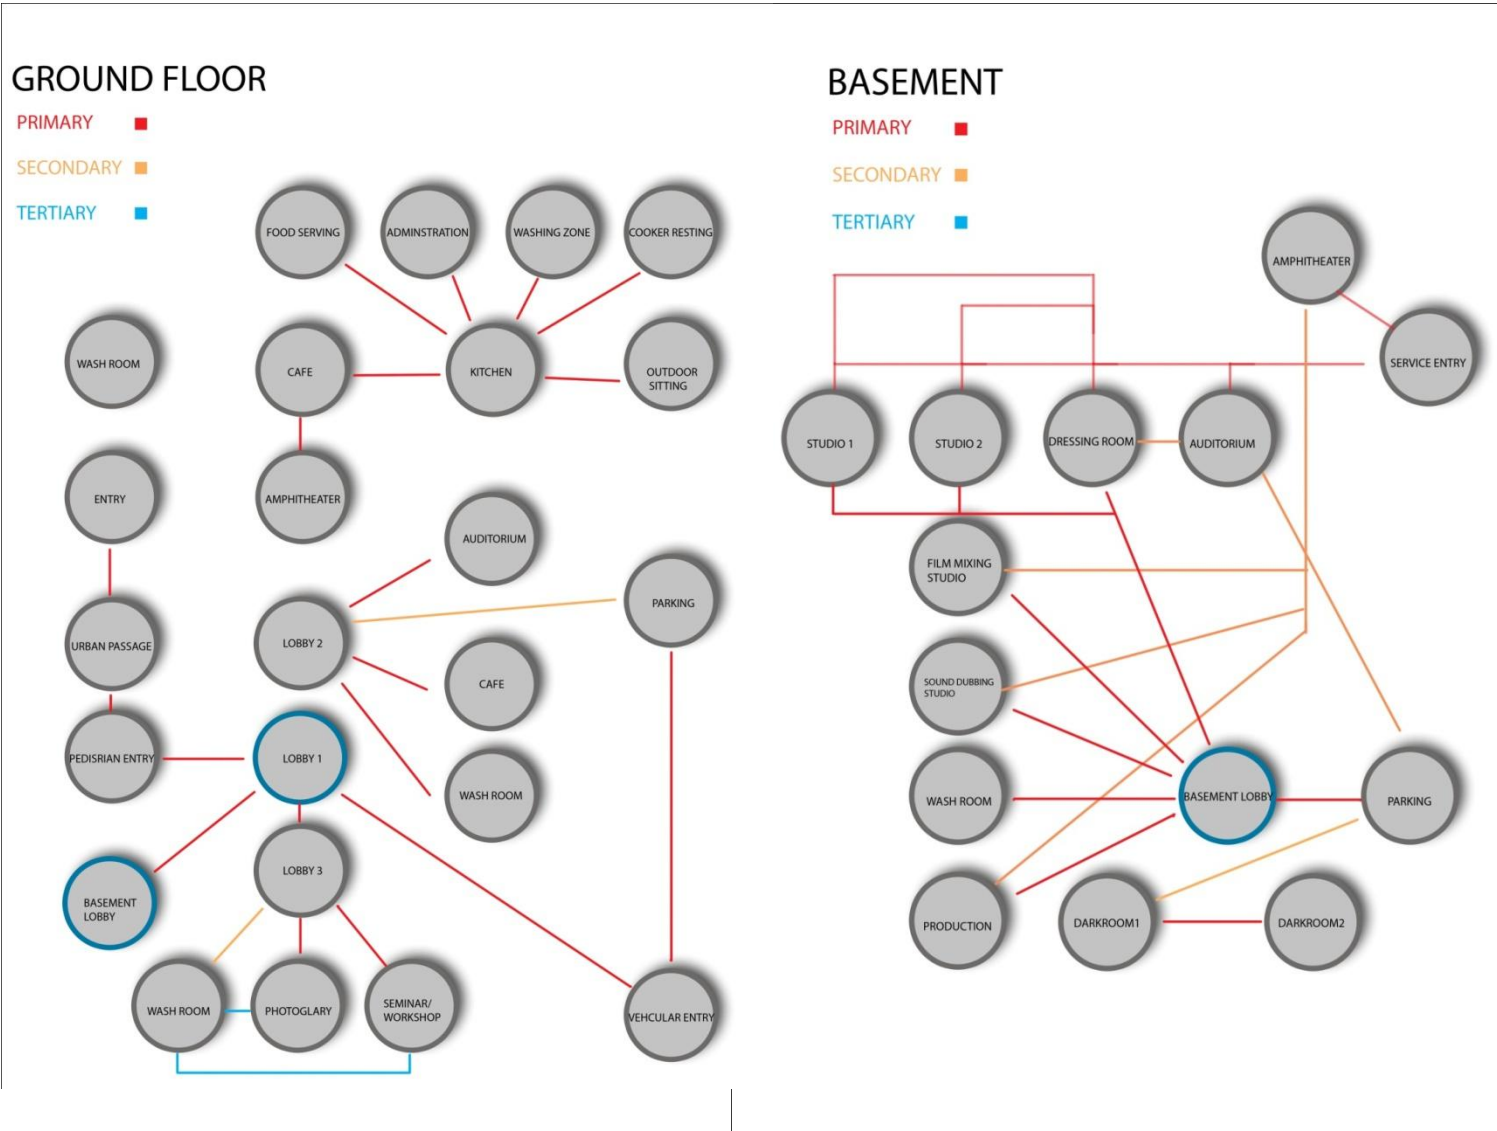 GROUND FLOOR
PRIMARY
SECONDARY
TERTIARY
FOOD SERVING
ADMINSTRATION
WASHING ZONE
COOKER RESTING
WASH ROOM
CAFE
KITCHEN
OUTDOOR
SITTING
ENTRY
AMPHITHEATER
AUDITORIUM
PARKING
URBAN PASSAGE
LOBBY 2
CAFE
PEDISRIAN ENTRY
LOBBY 1
WASH ROOM
LOBBY 3
BASEMENT
LOBBY
WASH ROOM
PHOTOGLARY
SEMINAR/
WORKSHOP
VEHCULAR ENTRY
BASEMENT
PRIMARY
SECONDARY
TERTIARY
AMPHITHEATER
SERVICE ENTRY
STUDIO 1
STUDIO 2
DRESSING ROOM
AUDITORIUM
FILM MIXING
STUDIO
SOUND DUBBING
STUDIO
WASH ROOM
BASEMENT LOBBY
PARKING
PRODUCTION
DARKROOM1
DARKROOM2